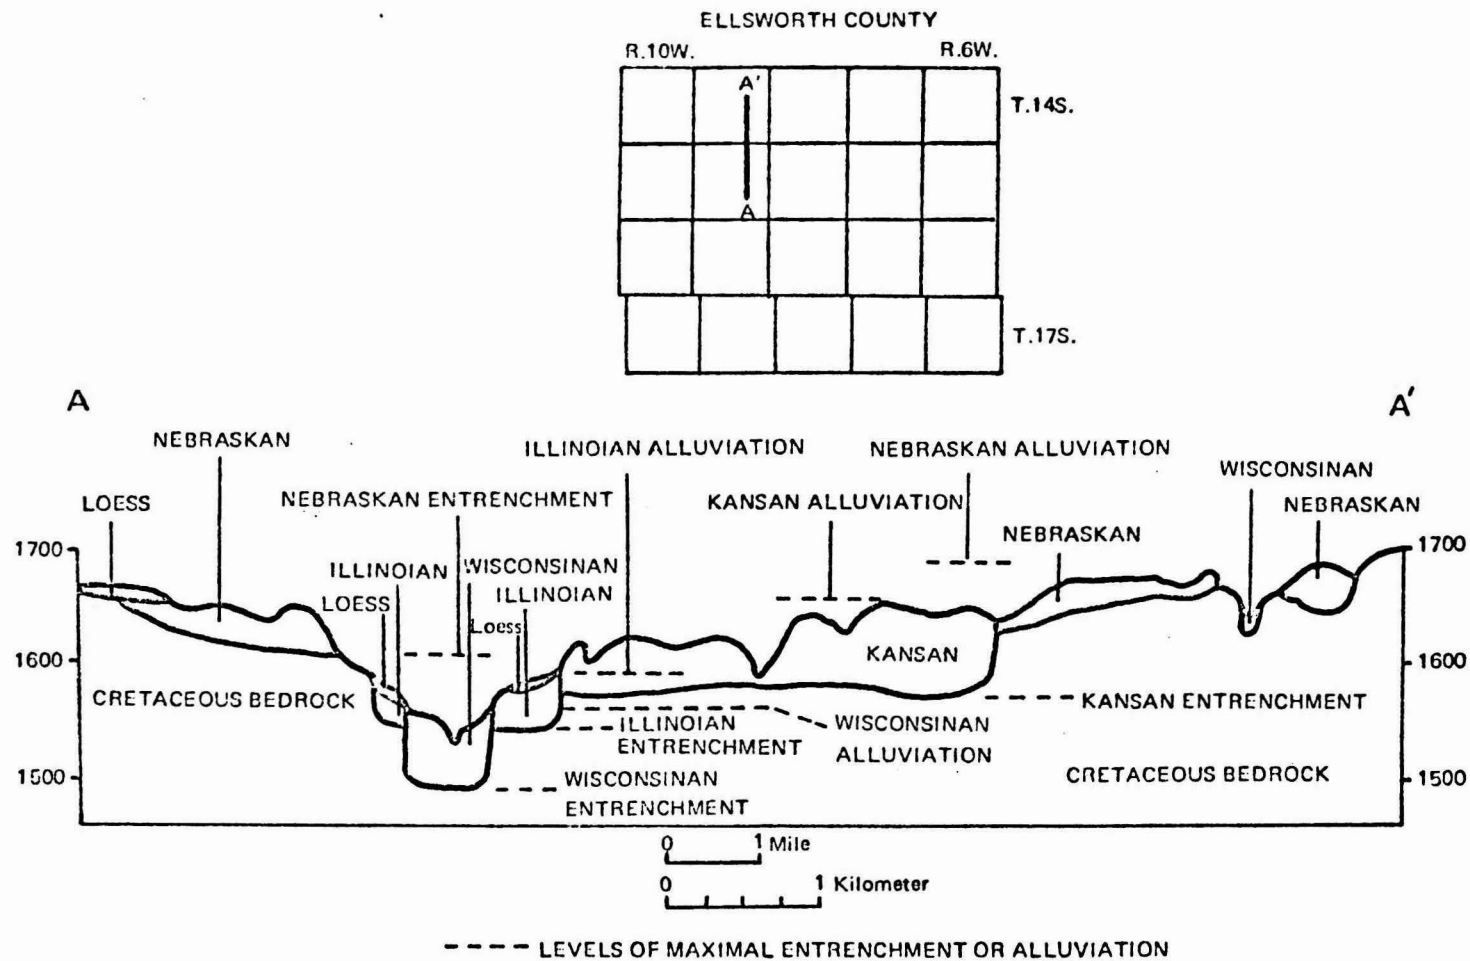 ELLSWORTH COUNTY
R.10W.
R.6W.
A'
T.14S.
A
T.17S.
A
A'
NEBRASKAN
ILLINOIAN ALLUVIATION
NEBRASKAN ALLUVIATION
WISCONSINAN
LOESS
NEBRASKAN ENTRENCHMENT
KANSAN ALLUVIATION
NEBRASKAN
NEBRASKAN
1700
1700
ILLINOIAN
WISCONSINAN
ILLINOIAN
LOESS
Loess
1600
1600
KANSAN
CRETACEOUS BEDROCK
KANSAN ENTRENCHMENT
ILLINOIAN
ENTRENCHMENT
WISCONSINAN
ALLUVIATION
1500
1500
WISCONSINAN
ENTRENCHMENT
CRETACEOUS BEDROCK
0 1 Mile
0 1 Kilometer
LEVELS OF MAXIMAL ENTRENCHMENT OR ALLUVIATION